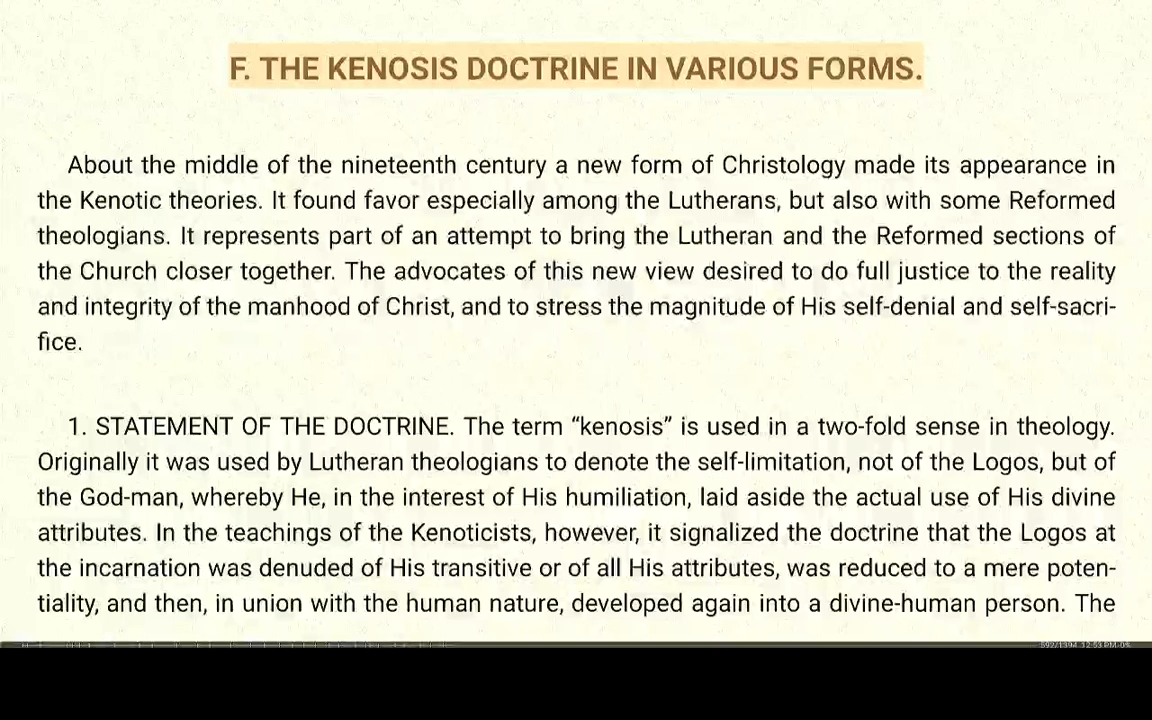 F. THE KENOSIS DOCTRINE IN VARIOUS FORMS.
About the middle of the nineteenth century a new form of Christology made its appearance in
the Kenotic theories. It found favor especially among the Lutherans, but also with some Reformed
theologians. It represents part of an attempt to bring the Lutheran and the Reformed sections of
the Church closer together. The advocates of this new view desired to do full justice to the reality
and integrity of the manhood of Christ, and to stress the magnitude of His self-denial and self-sacri-
fice.
1. STATEMENT OF THE DOCTRINE. The term “kenosis” is used in a two-fold sense in theology.
Originally it was used by Lutheran theologians to denote the self-limitation, not of the Logos, but of
the God-man, whereby He, in the interest of His humiliation, laid aside the actual use of His divine
attributes. In the teachings of the Kenoticists, however, it signalized the doctrine that the Logos at
the incarnation was denuded of His transitive or of all His attributes, was reduced to a mere poten-
tiality, and then, in union with the human nature, developed again into a divine-human person. The